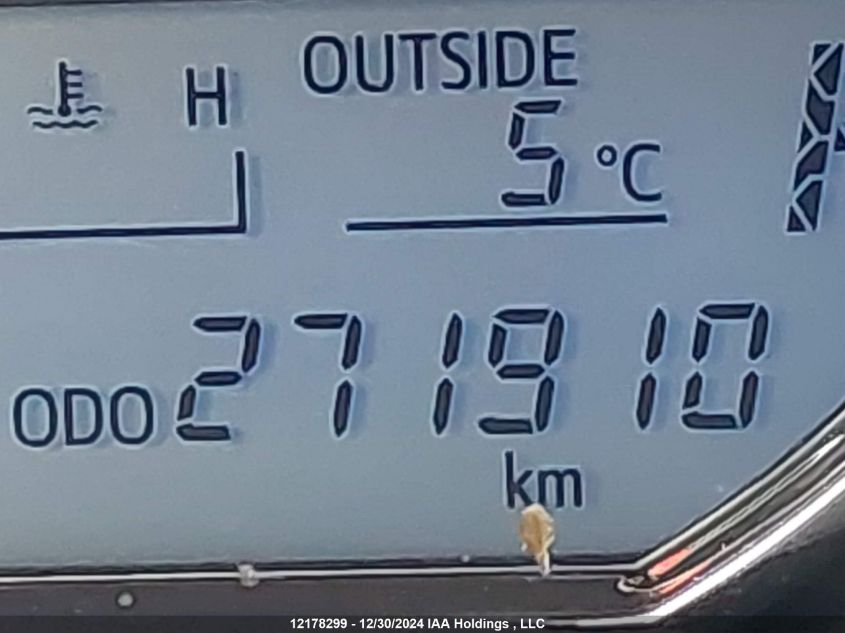 OUTSIDE
H
5 °C
ODO 271910
km
12178299 - 12/30/2024 IAA Holdings , LLC